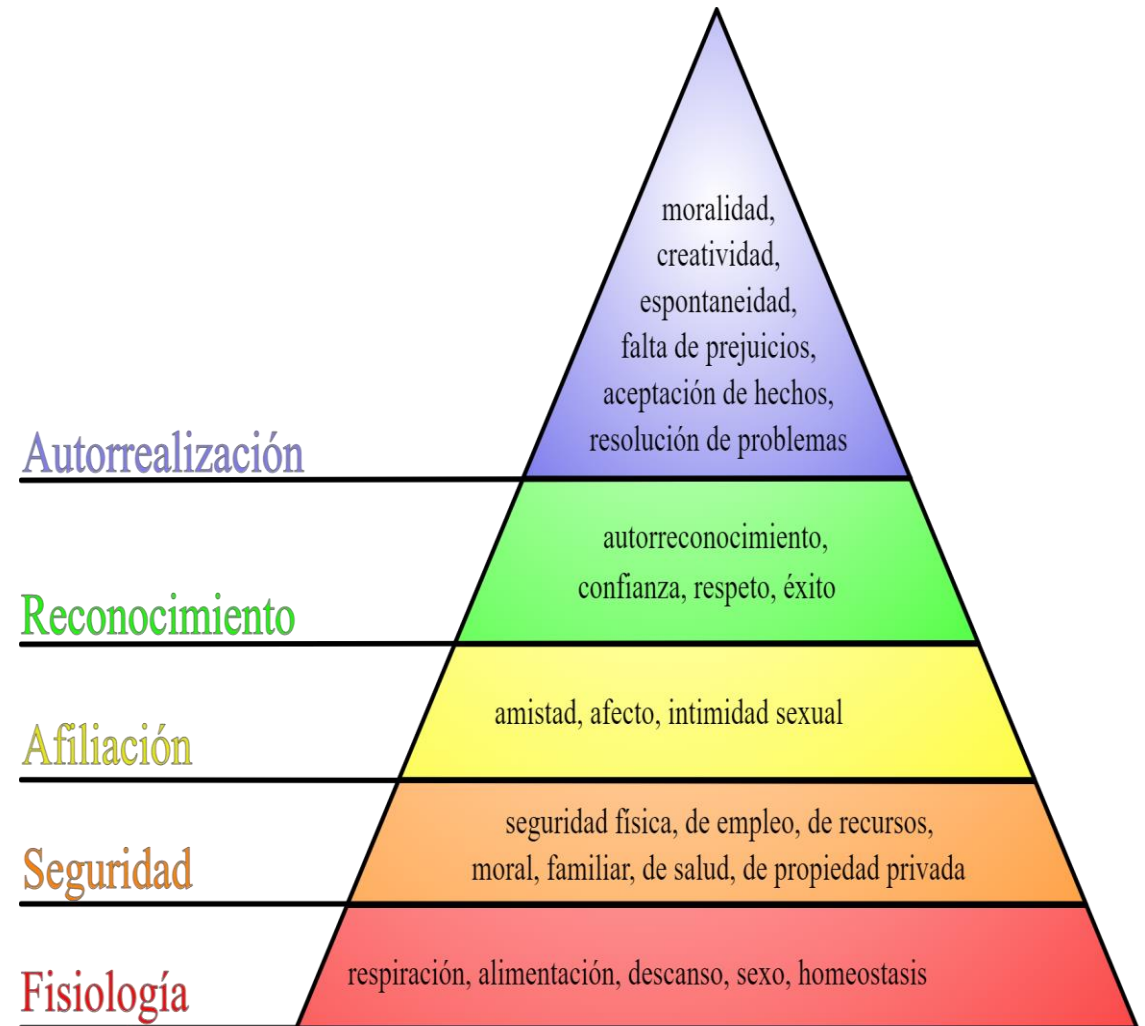 moralidad,
creatividad,
espontaneidad,
falta de prejuicios,
aceptación de hechos,
resolución de problemas
Autorrealización
autorreconocimiento,
confianza, respeto, éxito
Reconocimiento
amistad, afecto, intimidad sexual
Afiliación
seguridad física, de empleo, de recursos,
moral, familiar, de salud, de propiedad privada
Seguridad
respiración, alimentación, descanso, sexo, homeostasis
Fisiología